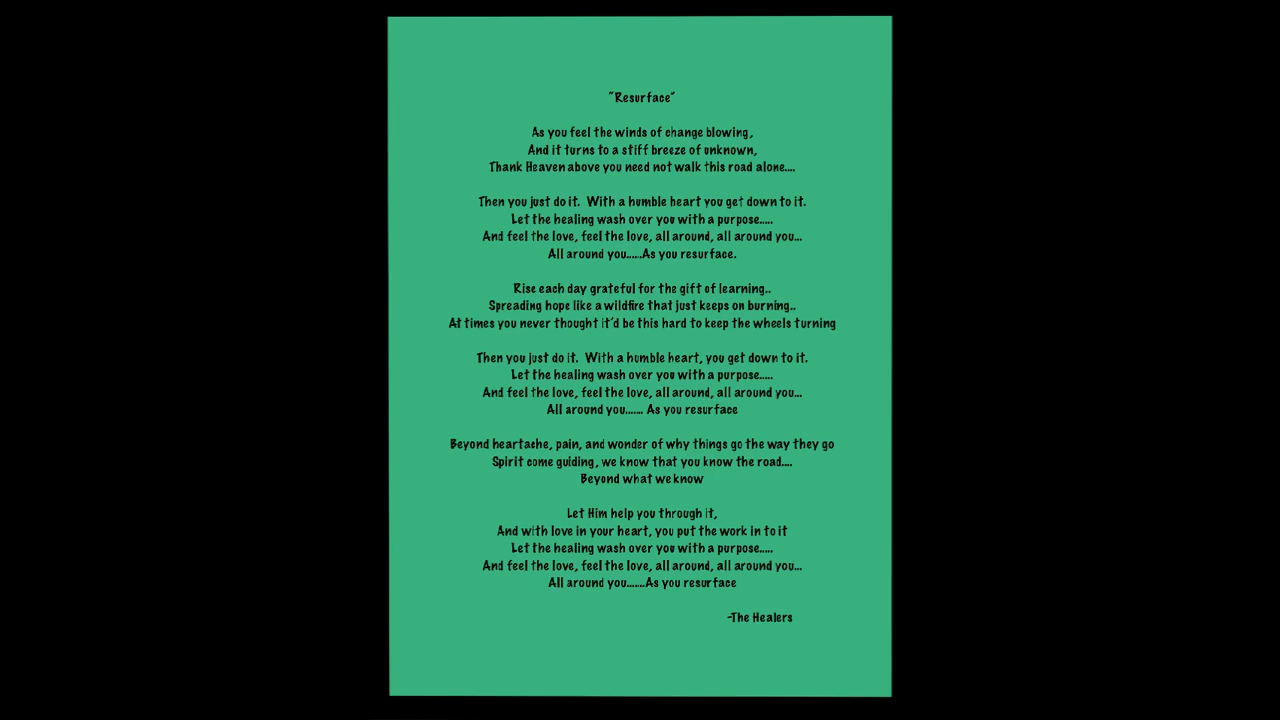 "Resurface"
As you feel the winds of change blowing,
And it turns to a stiff breeze of unknown,
Thank Heaven above you need not walk this road alone....
Then you just do it.  With a humble heart you get down to it.
Let the healing wash over you with a purpose.....
And feel the love, feel the love, all around, all around you...
All around you......As you resurface.
Rise each day grateful for the gift of learning..
Spreading hope like a wildfire that just keeps on burning..
At times you never thought it'd be this hard to keep the wheels turning
Then you just do it.  With a humble heart, you get down to it.
Let the healing wash over you with a purpose.....
And feel the love, feel the love, all around, all around you...
All around you....... As you resurface
Beyond heartache, pain, and wonder of why things go the way they go
Spirit come guiding, we know that you know the road....
Beyond what we know
Let Him help you through it,
And with love in your heart, you put the work in to it
Let the healing wash over you with a purpose.....
And feel the love, feel the love, all around, all around you...
All around you.......As you resurface
-The Healers